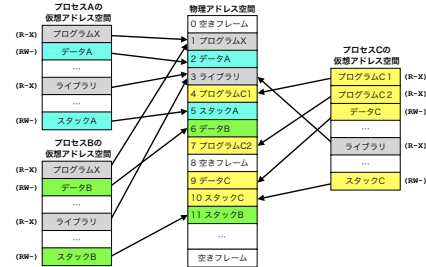 プロセスAの
仮想アドレス空間
(R-X) プログラムX
(RW-) データA
…
(R-X) ライブラリ
…
(RW-) スタックA
プロセスBの
仮想アドレス空間
(R-X) プログラムX
(RW-) データB
…
(R-X) ライブラリ
…
(RW-) スタックB
物理アドレス空間
0 空きフレーム
1 プログラムX
2 データA
3 ライブラリ
4 プログラムC1
5 スタックA
6 データB
7 プログラムC2
8 空きフレーム
9 データC
10 スタックC
11 スタックB
…
空きフレーム
プロセスCの
仮想アドレス空間
プログラムC1 (R-X)
プログラムC2 (R-X)
データC (RW-)
…
ライブラリ (R-X)
…
スタックC (RW-)